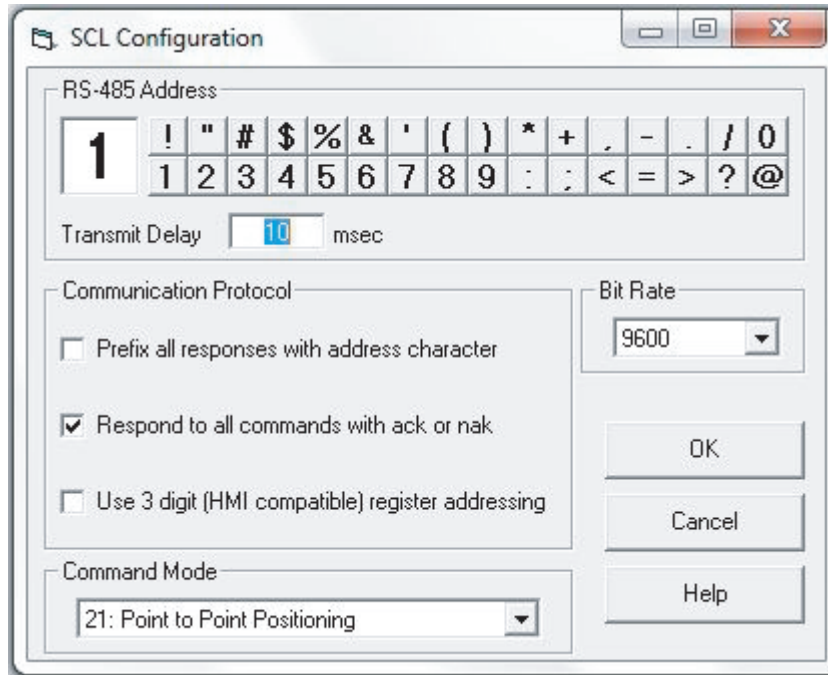 SCL Configuration
RS-485 Address
1
! " # $ % & ' ( ) * + , - . / 0
1 2 3 4 5 6 7 8 9 : ; < = > ? @
Transmit Delay 10 msec
Communication Protocol
Prefix all responses with address character
Respond to all commands with ack or nak
Use 3 digit (HMI compatible) register addressing
Bit Rate
9600
OK
Cancel
Help
Command Mode
21: Point to Point Positioning